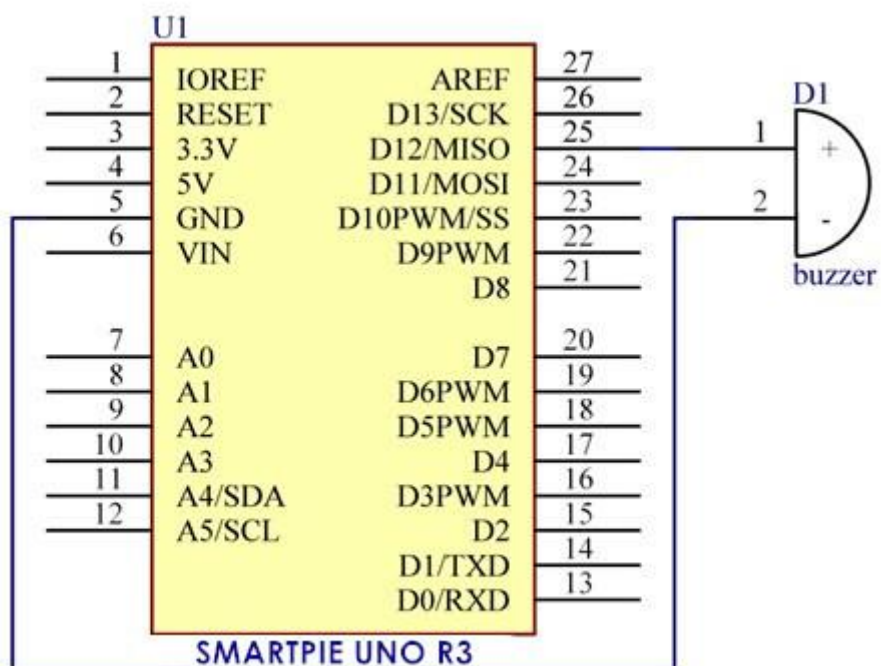 U1
1 IOREF AREF 27
2 RESET D13/SCK 26
3 3.3V D12/MISO 25
4 5V D11/MOSI 24
5 GND D10PWM/SS 23
6 VIN D9PWM 22
D8 21
7 A0 D7 20
8 A1 D6PWM 19
9 A2 D5PWM 18
10 A3 D4 17
11 A4/SDA D3PWM 16
12 A5/SCL D2 15
D1/TXD 14
D0/RXD 13
SMARTPIE UNO R3
D1
1 +
2 -
buzzer